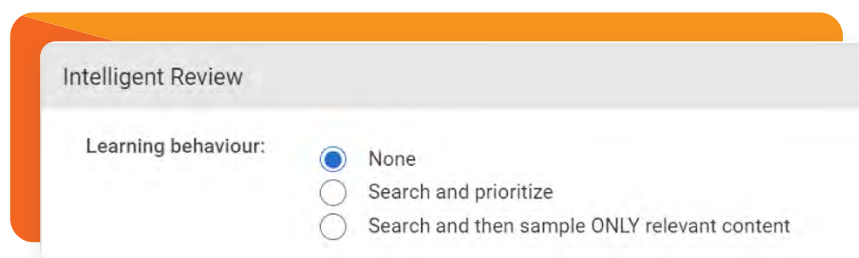 Intelligent Review
Learning behaviour:
None
Search and prioritize
Search and then sample ONLY relevant content